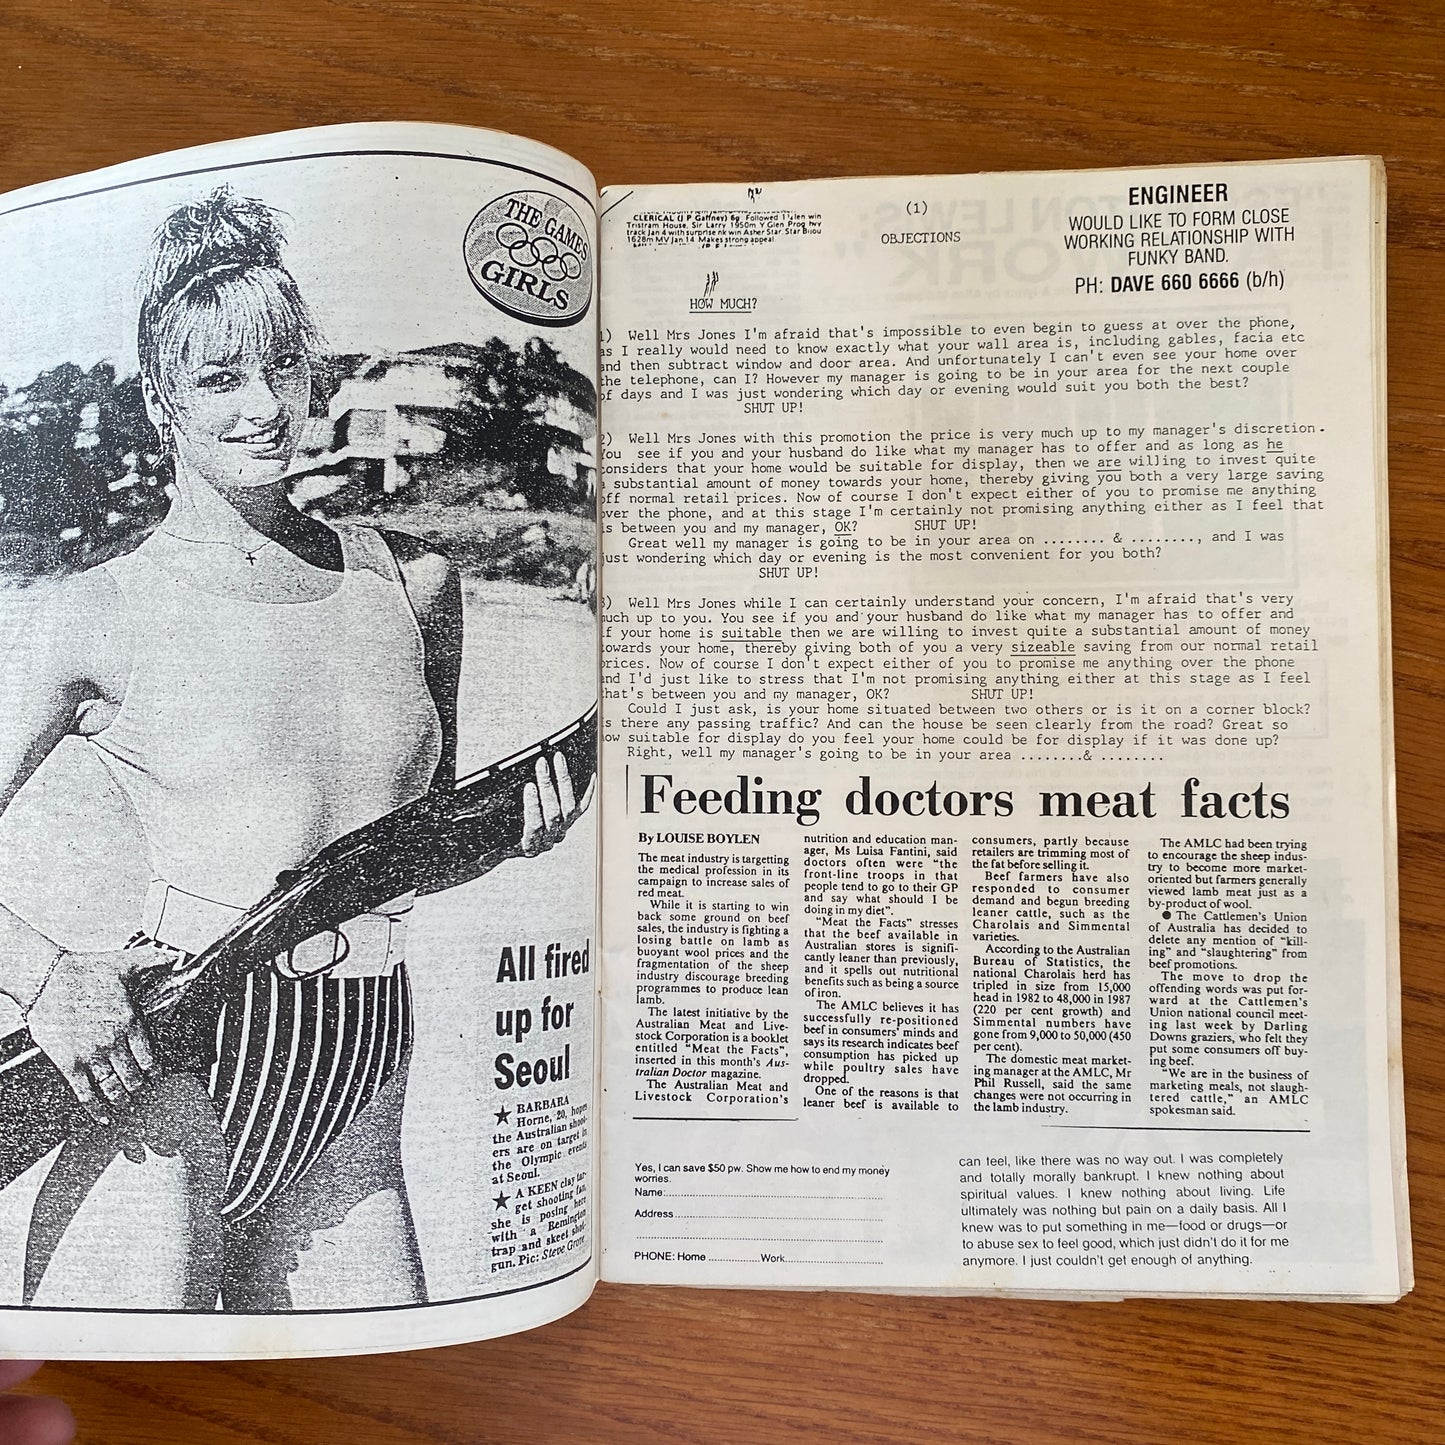 THE GAMES
GIRLS
All fired
up for
Seoul
★ BARBARA
Horne, 20, hopes
the Australian shoot-
ers are on target in
the Olympic events
at Seoul.
★ A KEEN clay tar-
get shooting fan,
she is posing here
with a Remington
trap and skeet shot-
gun. Pic: Steve Grove
CLERICAL (J P Gaffney) 6g. Followed 1¼ len win
Tristram House, Sir Larry 1950m Y Glen Prog hvy
track Jan 4 with surprise nk win Asher Star, Star Bijou
1628m MV Jan 14. Makes strong appeal
(1)
OBJECTIONS
ENGINEER
WOULD LIKE TO FORM CLOSE
WORKING RELATIONSHIP WITH
FUNKY BAND.
PH: DAVE 660 6666 (b/h)
HOW MUCH?
1) Well Mrs Jones I'm afraid that's impossible to even begin to guess at over the phone,
as I really would need to know exactly what your wall area is, including gables, facia etc
and then subtract window and door area. And unfortunately I can't even see your home over
the telephone, can I? However my manager is going to be in your area for the next couple
of days and I was just wondering which day or evening would suit you both the best?
SHUT UP!
2) Well Mrs Jones with this promotion the price is very much up to my manager's discretion.
You see if you and your husband do like what my manager has to offer and as long as he
considers that your home would be suitable for display, then we are willing to invest quite
a substantial amount of money towards your home, thereby giving you both a very large saving
off normal retail prices. Now of course I don't expect either of you to promise me anything
over the phone, and at this stage I'm certainly not promising anything either as I feel that
is between you and my manager, OK? SHUT UP!
Great well my manager is going to be in your area on ........ & ........, and I was
just wondering which day or evening is the most convenient for you both?
SHUT UP!
3) Well Mrs Jones while I can certainly understand your concern, I'm afraid that's very
much up to you. You see if you and your husband do like what my manager has to offer and
if your home is suitable then we are willing to invest quite a substantial amount of money
towards your home, thereby giving both of you a very sizeable saving from our normal retail
prices. Now of course I don't expect either of you to promise me anything over the phone
and I'd just like to stress that I'm not promising anything either at this stage as I feel
that's between you and my manager, OK? SHUT UP!
Could I just ask, is your home situated between two others or is it on a corner block?
is there any passing traffic? And can the house be seen clearly from the road? Great so
how suitable for display do you feel your home could be for display if it was done up?
Right, well my manager's going to be in your area ........& ........
Feeding doctors meat facts
By LOUISE BOYLEN
The meat industry is targeting
the medical profession in its
campaign to increase sales of
red meat.
While it is starting to win
back some ground on beef
sales, the industry is fighting a
losing battle on lamb as
buoyant wool prices and the
fragmentation of the sheep
industry discourage breeding
programmes to produce lean
lamb.
The latest initiative by the
Australian Meat and Live-
stock Corporation is a booklet
entitled "Meat the Facts",
inserted in this month's Aus-
tralian Doctor magazine.
The Australian Meat and
Livestock Corporation's
nutrition and education man-
ager, Ms Luisa Fantini, said
doctors often were "the
front-line troops in that
people tend to go to their GP
and say what should I be
doing in my diet".
"Meat the Facts" stresses
that the beef available in
Australian stores is signifi-
cantly leaner than previously,
and it spells out nutritional
benefits such as being a source
of iron.
The AMLC believes it has
successfully re-positioned
beef in consumers' minds and
says its research indicates beef
consumption has picked up
while poultry sales have
dropped.
One of the reasons is that
leaner beef is available to
consumers, partly because
retailers are trimming most of
the fat before selling it.
Beef farmers have also
responded to consumer
demand and begun breeding
leaner cattle, such as the
Charolais and Simmental
varieties.
According to the Australian
Bureau of Statistics, the
national Charolais herd has
tripled in size from 15,000
head in 1982 to 48,000 in 1987
(220 per cent growth) and
Simmental numbers have
gone from 9,000 to 50,000 (450
per cent).
The domestic meat market-
ing manager at the AMLC, Mr
Phil Russell, said the same
changes were not occurring in
the lamb industry.
The AMLC had been trying
to encourage the sheep indus-
try to become more market-
oriented but farmers generally
viewed lamb meat just as a
by-product of wool.
● The Cattlemen's Union
of Australia has decided to
delete any mention of "kill-
ing" and "slaughtering" from
beef promotions.
The move to drop the
offending words was put for-
ward at the Cattlemen's
Union national council meet-
ing last week by Darling
Downs graziers, who felt they
put some consumers off buy-
ing beef.
"We are in the business of
marketing meals, not slaugh-
tered cattle," an AMLC
spokesman said.
Yes, I can save $50 pw. Show me how to end my money
worries.
Name:
Address
PHONE: Home Work
can feel, like there was no way out. I was completely
and totally morally bankrupt. I knew nothing about
spiritual values. I knew nothing about living. Life
ultimately was nothing but pain on a daily basis. All I
knew was to put something in me—food or drugs—or
to abuse sex to feel good, which just didn't do it for me
anymore. I just couldn't get enough of anything.